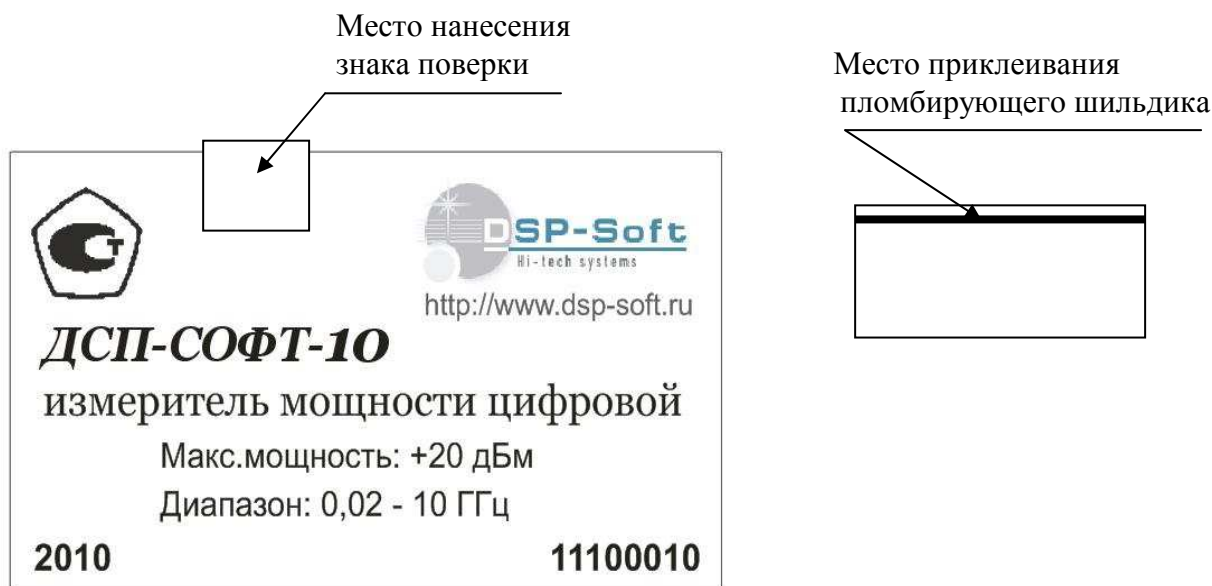 Место нанесения
знака поверки
Место приклеивания
пломбирующего шильдика
Т
DSP-Soft
Hi-tech systems
http://www.dsp-soft.ru
ДСП-СОФТ-10
измеритель мощности цифровой
Макс.мощность: +20 дБм
Диапазон: 0,02 - 10 ГГц
2010
11100010